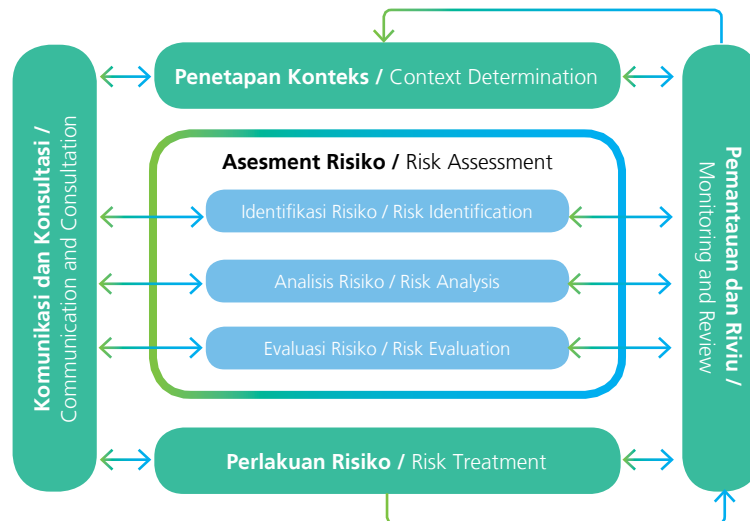 Penetapan Konteks / Context Determination
Komunikasi dan Konsultasi /
Communication and Consultation
Asesment Risiko / Risk Assessment
Identifikasi Risiko / Risk Identification
Analisis Risiko / Risk Analysis
Evaluasi Risiko / Risk Evaluation
Pemantauan dan Riviu /
Monitoring and Review
Perlakuan Risiko / Risk Treatment